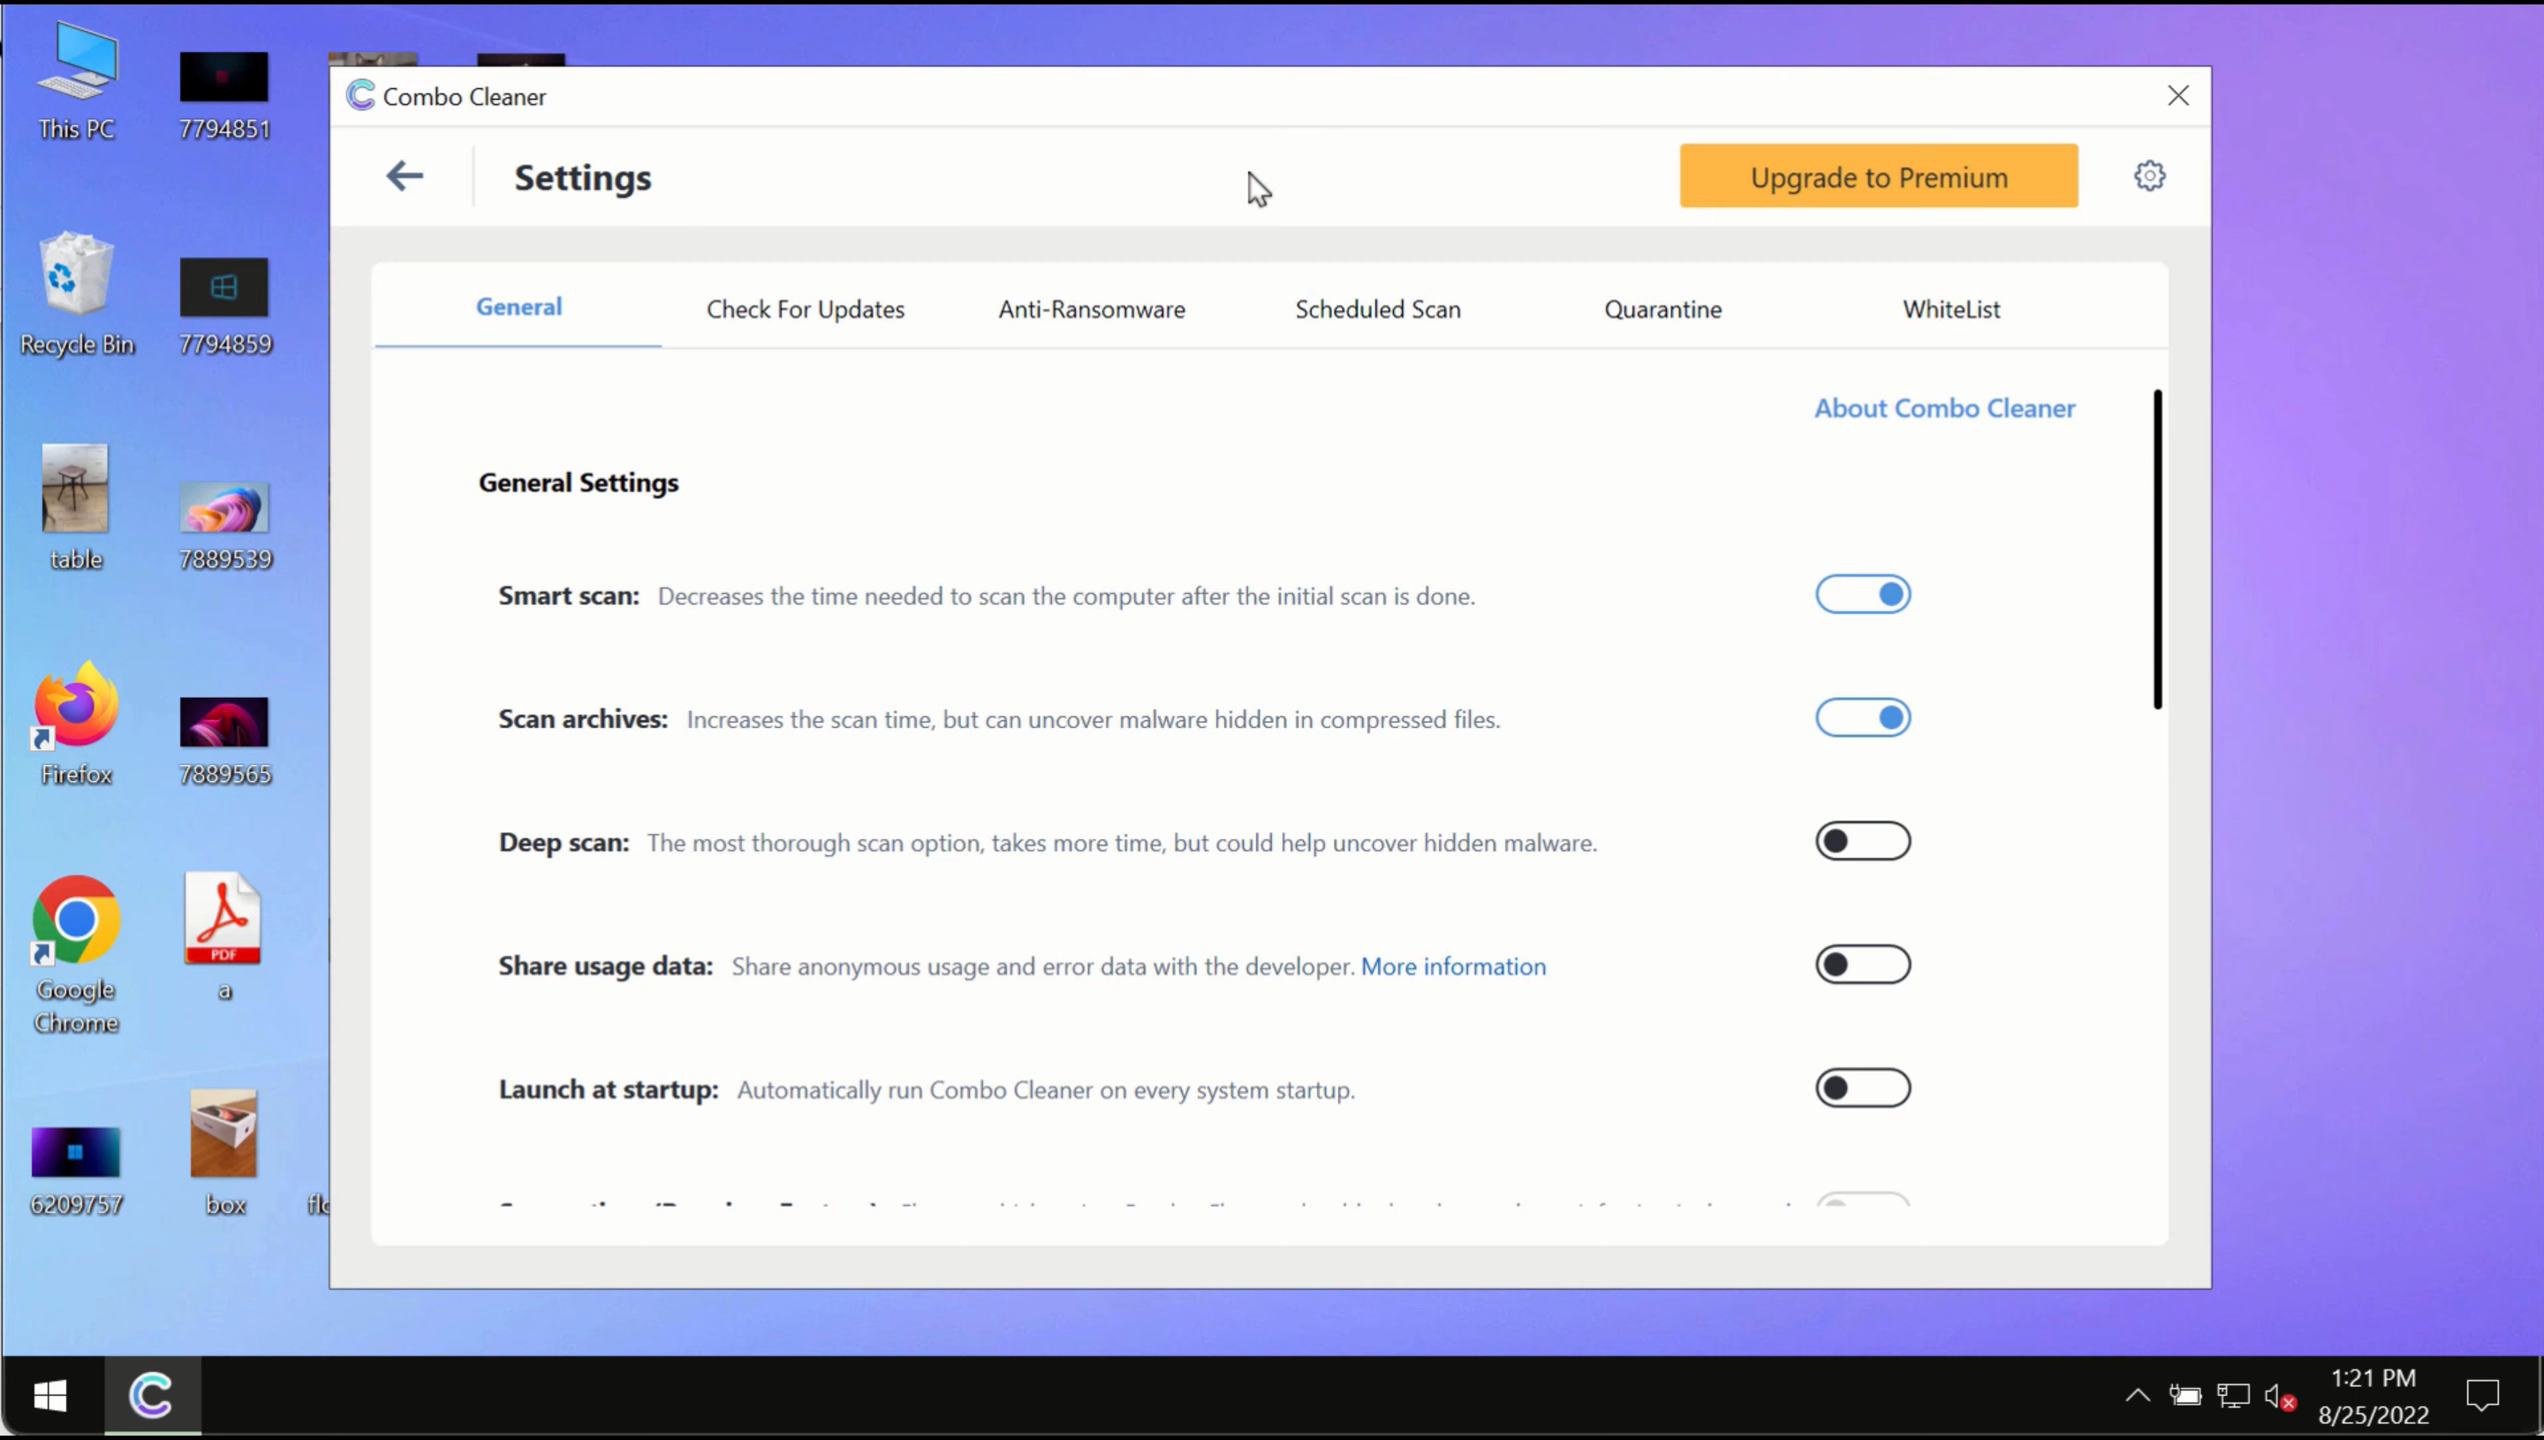 This PC
7794851
Recycle Bin
7794859
table
7889539
Firefox
7889565
Google
Chrome
PDF
a
6209757
box
Combo Cleaner
Settings
Upgrade to Premium
General
Check For Updates
Anti-Ransomware
Scheduled Scan
Quarantine
WhiteList
About Combo Cleaner
General Settings
Smart scan: Decreases the time needed to scan the computer after the initial scan is done.
Scan archives: Increases the scan time, but can uncover malware hidden in compressed files.
Deep scan: The most thorough scan option, takes more time, but could help uncover hidden malware.
Share usage data: Share anonymous usage and error data with the developer. More information
Launch at startup: Automatically run Combo Cleaner on every system startup.
1:21 PM
8/25/2022